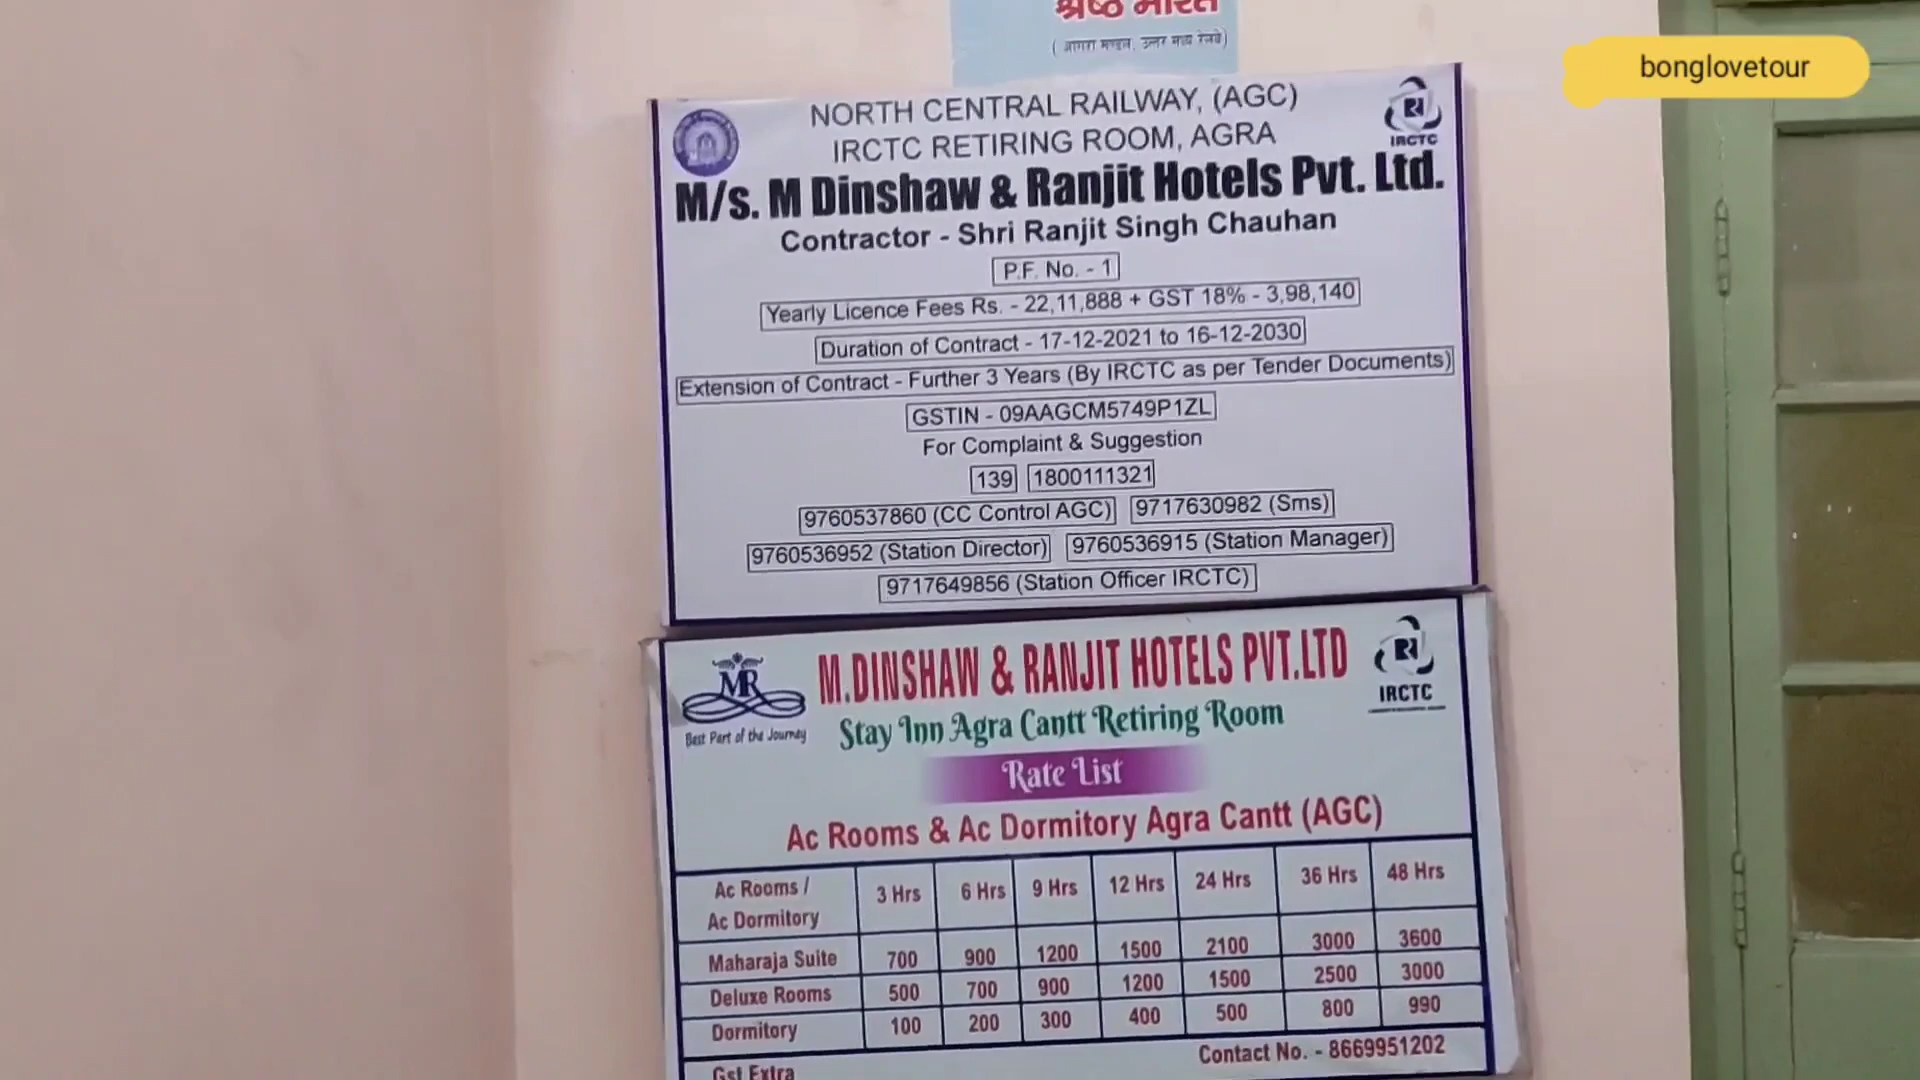 श्रेष्ठ भारत
( आगरा मण्डल, उत्तर मध्य रेलवे)
bonglovetour
NORTH CENTRAL RAILWAY, (AGC)
IRCTC RETIRING ROOM, AGRA
IRCTC
M/s. M Dinshaw & Ranjit Hotels Pvt. Ltd.
Contractor - Shri Ranjit Singh Chauhan
P.F. No. - 1
Yearly Licence Fees Rs. - 22,11,888 + GST 18% - 3,98,140
Duration of Contract - 17-12-2021 to 16-12-2030
Extension of Contract - Further 3 Years (By IRCTC as per Tender Documents)
GSTIN - 09AAGCM5749P1ZL
For Complaint & Suggestion
139 1800111321
9760537860 (CC Control AGC) 9717630982 (Sms)
9760536952 (Station Director) 9760536915 (Station Manager)
9717649856 (Station Officer IRCTC)
MR
Best Part of the Journey
M.DINSHAW & RANJIT HOTELS PVT.LTD
IRCTC
Stay Inn Agra Cantt Retiring Room
Rate List
Ac Rooms & Ac Dormitory Agra Cantt (AGC)
Ac Rooms / Ac Dormitory 3 Hrs 6 Hrs 9 Hrs 12 Hrs 24 Hrs 36 Hrs 48 Hrs
Maharaja Suite 700 900 1200 1500 2100 3000 3600
Deluxe Rooms 500 700 900 1200 1500 2500 3000
Dormitory 100 200 300 400 500 800 990
Gst Extra
Contact No. - 8669951202